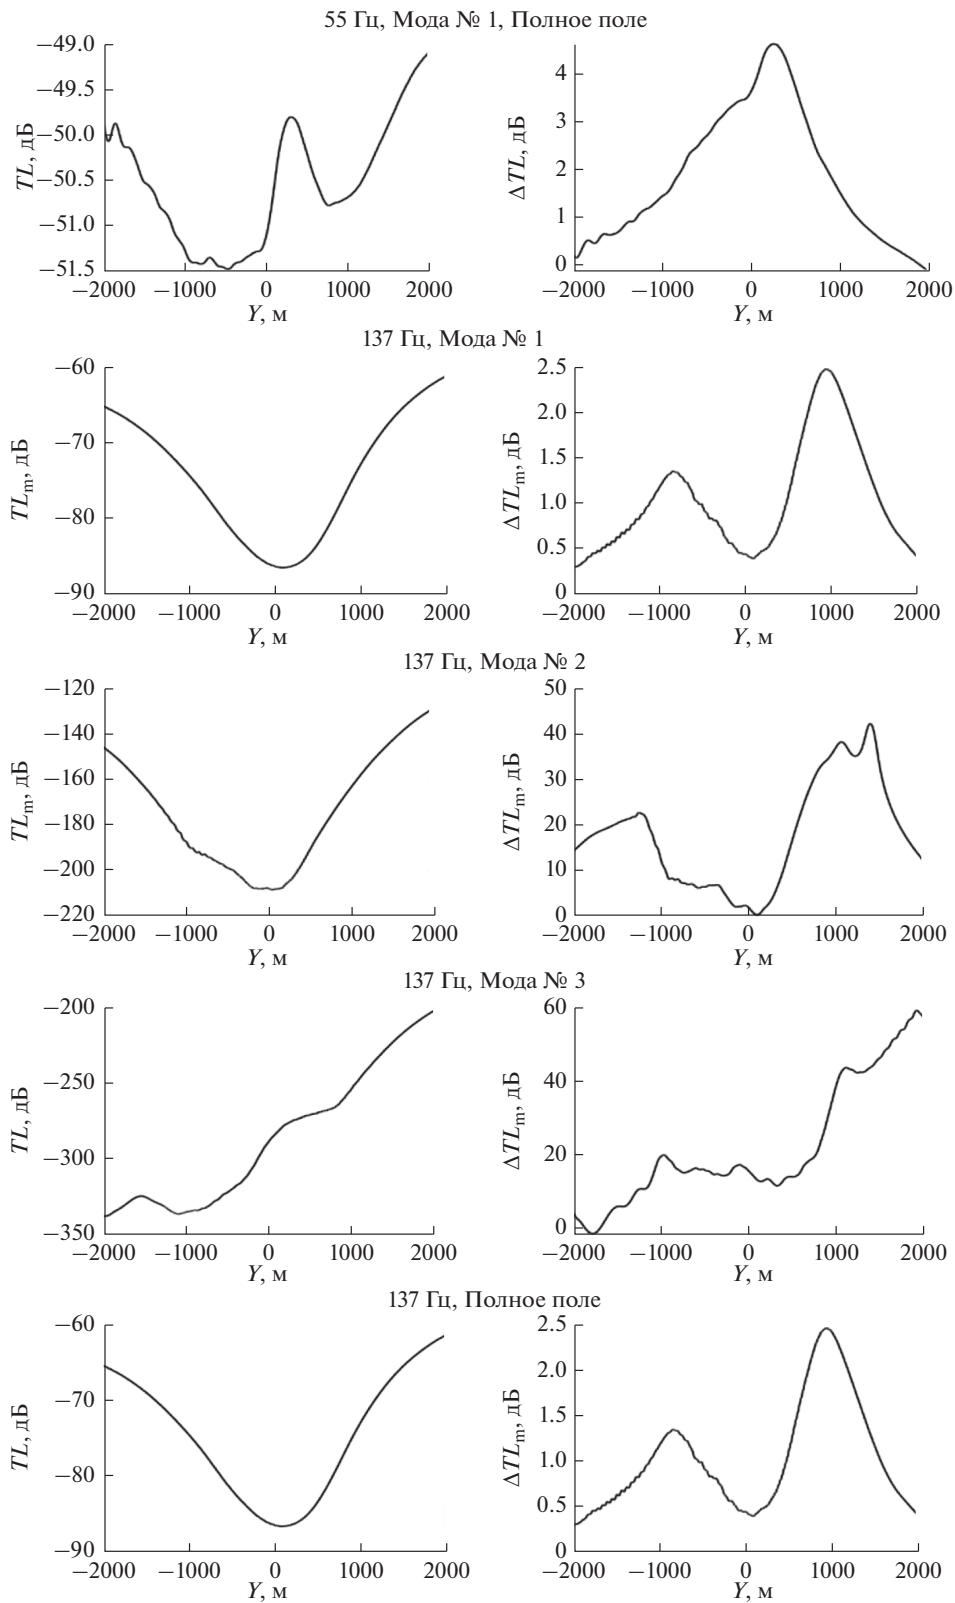 55 Гц, Мода № 1, Полное поле
−49.0
−49.5
−50.0
−50.5
−51.0
−51.5
TL, дБ
−2000 −1000 0 1000 2000
Y, м
4
3
2
1
0
ΔTL, дБ
−2000 −1000 0 1000 2000
Y, м
137 Гц, Мода № 1
−60
−70
−80
−90
TLm, дБ
−2000 −1000 0 1000 2000
Y, м
2.5
2.0
1.5
1.0
0.5
0
ΔTLm, дБ
−2000 −1000 0 1000 2000
Y, м
137 Гц, Мода № 2
−120
−140
−160
−180
−200
−220
TLm, дБ
−2000 −1000 0 1000 2000
Y, м
50
40
30
20
10
0
ΔTLm, дБ
−2000 −1000 0 1000 2000
Y, м
137 Гц, Мода № 3
−200
−250
−300
−350
TL, дБ
−2000 −1000 0 1000 2000
Y, м
60
40
20
0
ΔTLm, дБ
−2000 −1000 0 1000 2000
Y, м
137 Гц, Полное поле
−60
−70
−80
−90
TL, дБ
−2000 −1000 0 1000 2000
Y, м
2.5
2.0
1.5
1.0
0.5
0
ΔTLm, дБ
−2000 −1000 0 1000 2000
Y, м